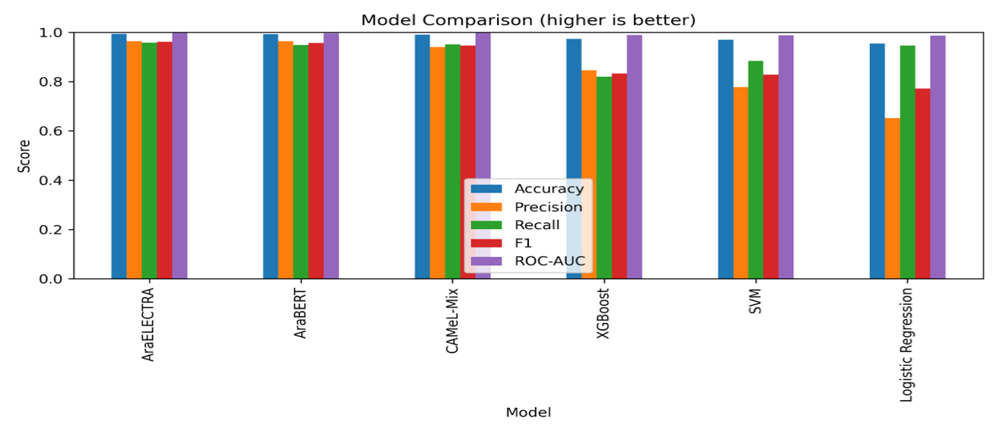 Model Comparison (higher is better)
1.0
0.8
0.6
0.4
0.2
0.0
Score
Accuracy
Precision
Recall
F1
ROC-AUC
AraELECTRA
AraBERT
CAMeL-Mix
XGBoost
SVM
Logistic Regression
Model